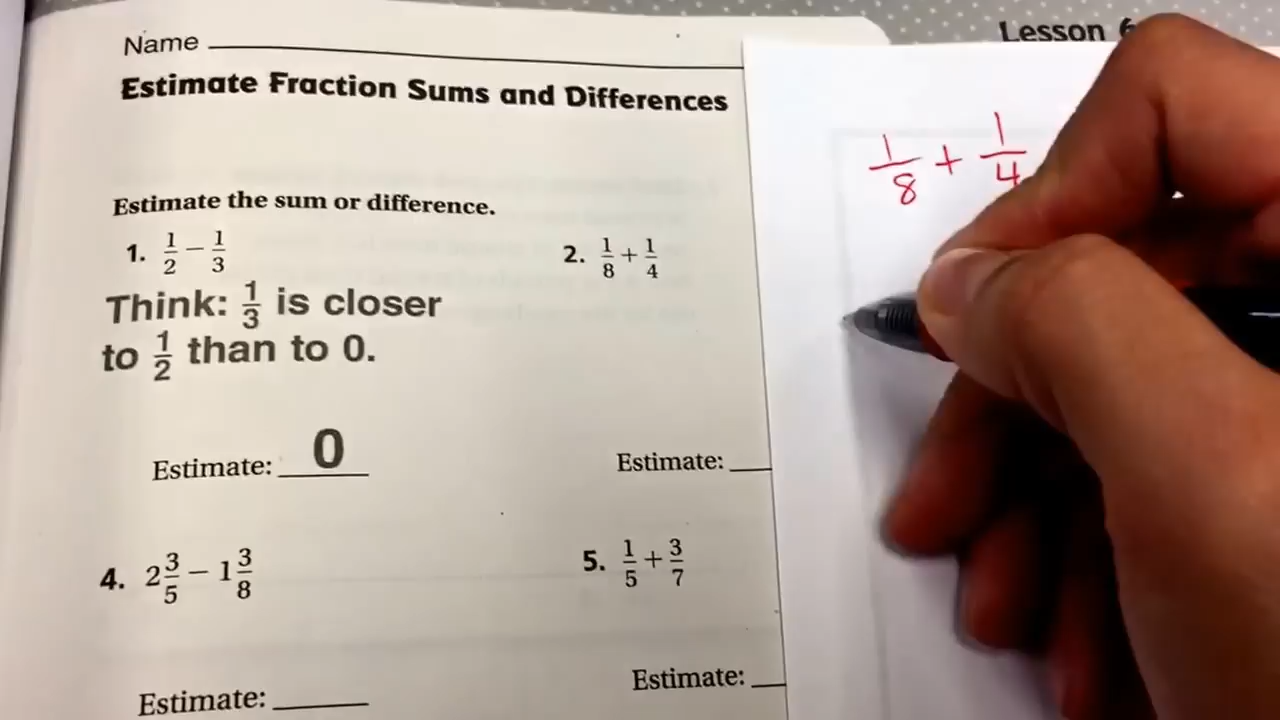 Name
Lesson 6
Estimate Fraction Sums and Differences
1/8 + 1/4
Estimate the sum or difference.
1. 1/2 − 1/3
2. 1/8 + 1/4
Think: 1/3 is closer
to 1/2 than to 0.
Estimate: 0
Estimate:
4. 2 3/5 − 1 3/8
5. 1/5 + 3/7
Estimate:
Estimate: